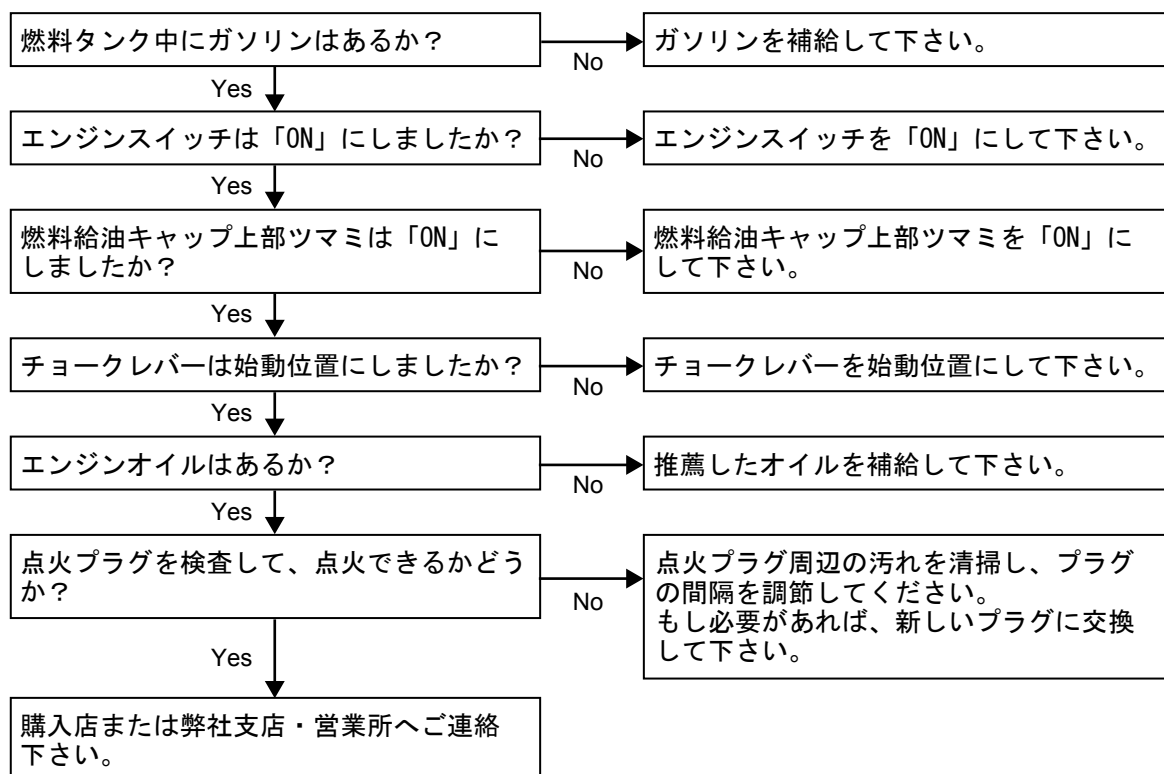 燃料タンク中にガソリンはあるか？
No
ガソリンを補給して下さい。
Yes
エンジンスイッチは「ON」にしましたか？
No
エンジンスイッチを「ON」にして下さい。
Yes
燃料給油キャップ上部ツマミは「ON」に
しましたか？
No
燃料給油キャップ上部ツマミを「ON」に
して下さい。
Yes
チョークレバーは始動位置にしましたか？
No
チョークレバーを始動位置にして下さい。
Yes
エンジンオイルはあるか？
No
推薦したオイルを補給して下さい。
Yes
点火プラグを検査して、点火できるかどう
か？
No
点火プラグ周辺の汚れを清掃し、プラグ
の間隔を調節してください。
もし必要があれば、新しいプラグに交換
して下さい。
Yes
購入店または弊社支店・営業所へご連絡
下さい。